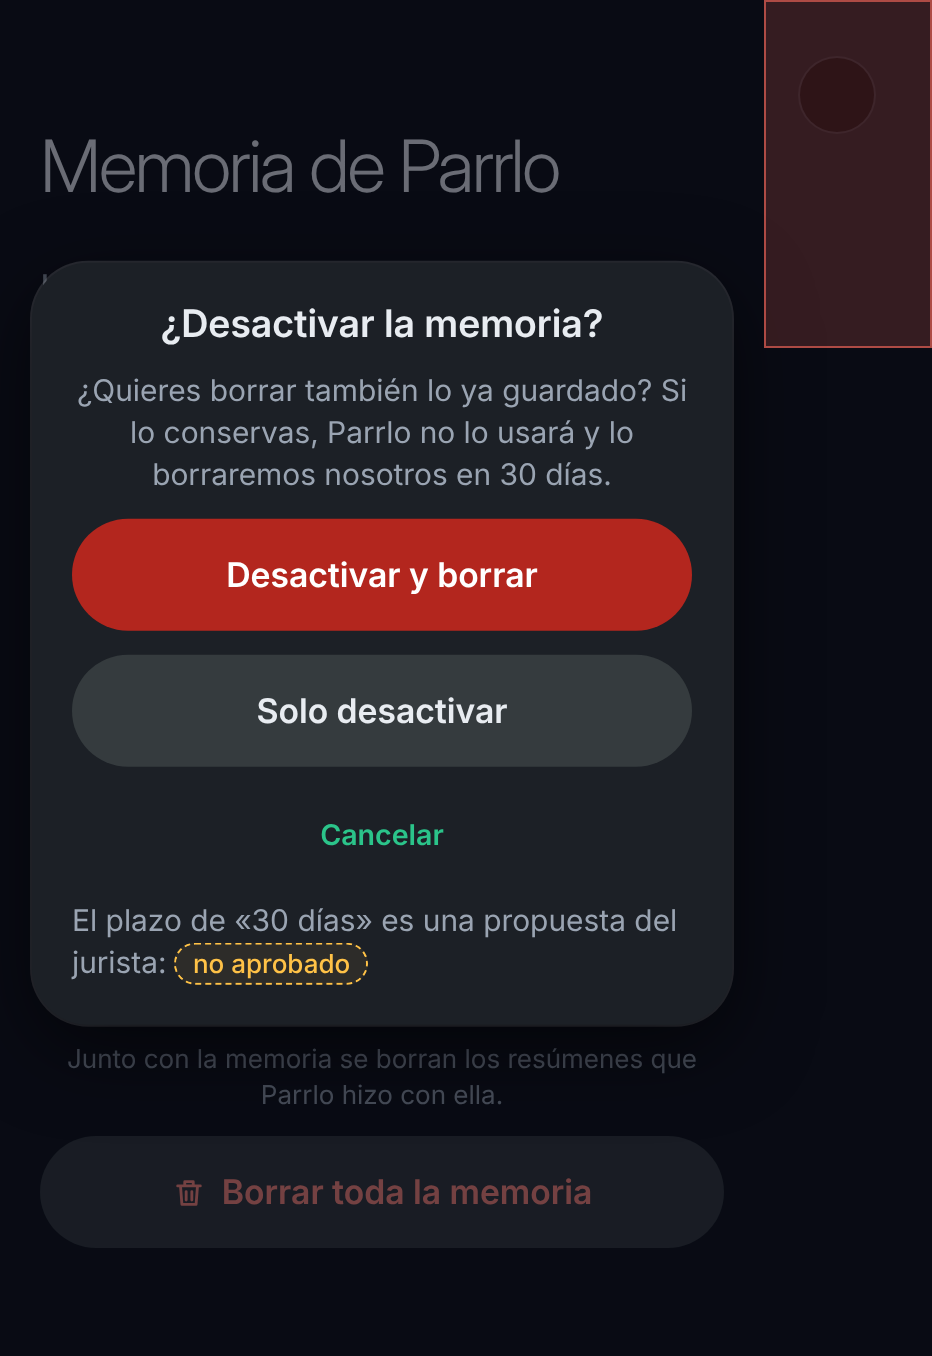 Memoria de Parrlo
¿Desactivar la memoria?
¿Quieres borrar también lo ya guardado? Si
lo conservas, Parrlo no lo usará y lo
borraremos nosotros en 30 días.
Desactivar y borrar
Solo desactivar
Cancelar
El plazo de «30 días» es una propuesta del
jurista: no aprobado
Junto con la memoria se borran los resúmenes que
Parrlo hizo con ella.
Borrar toda la memoria